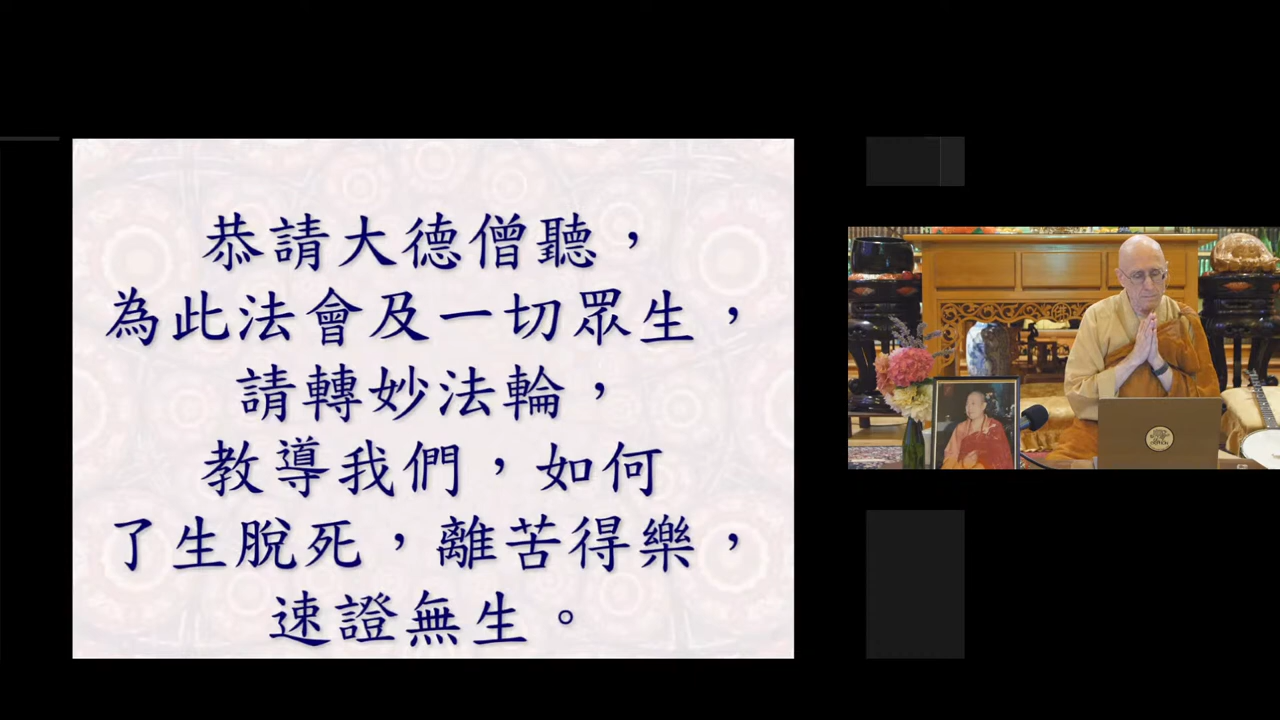 恭請大德僧聽，
為此法會及一切眾生，
請轉妙法輪，
教導我們，如何
了生脫死，離苦得樂，
速證無生。